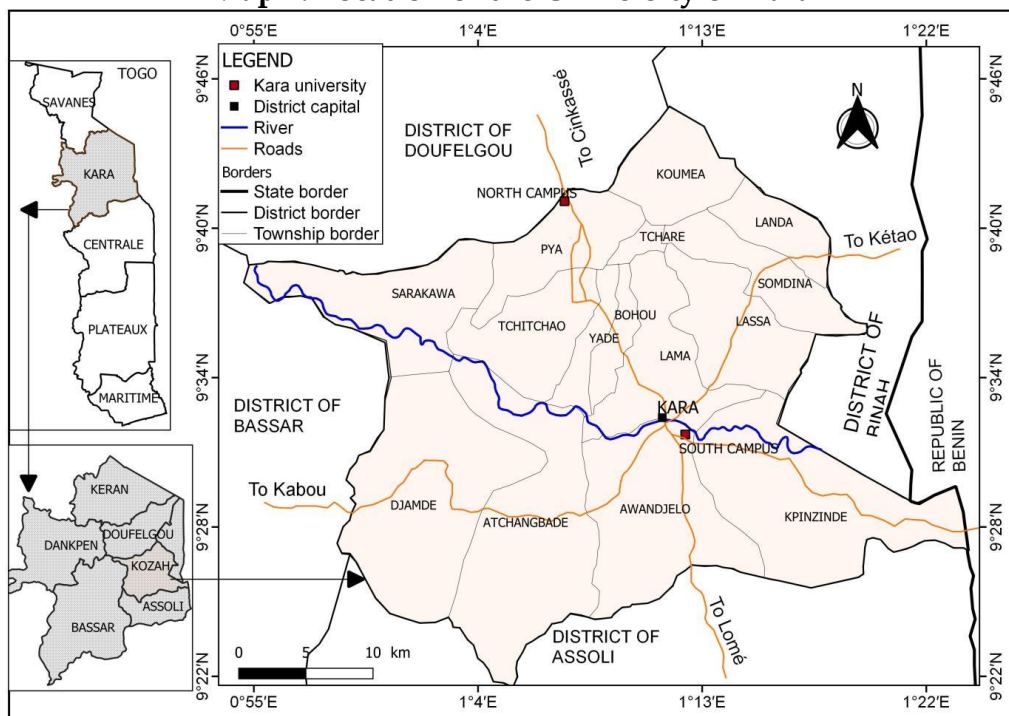 0°55'E
1°4'E
1°13'E
1°22'E
TOGO
SAVANES
KARA
CENTRALE
PLATEAUX
MARITIME
KERAN
DOUFELGOU
DANKPEN
KOZAH
ASSOLI
BASSAR
LEGEND
Kara university
District capital
River
Roads
Borders
State border
District border
Township border
9°46'N
9°40'N
9°34'N
9°28'N
9°22'N
N
DISTRICT OF
DOUFELGOU
To Cinkassé
NORTH CAMPUS
KOUMEA
LANDA
TCHARE
PYA
To Kétao
SOMDINA
SARAKAWA
BOHOU
TCHITCHAO
YADE
LASSA
LAMA
DISTRICT OF
BINAH
REPUBLIC OF
BENIN
DISTRICT OF
BASSAR
KARA
SOUTH CAMPUS
To Kabou
DJAMDE
ATCHANGBADE
AWANDJELO
KPINZINDE
To Lomé
DISTRICT OF
ASSOLI
0
5
10 km
0°55'E
1°4'E
1°13'E
1°22'E
9°46'N
9°40'N
9°34'N
9°28'N
9°22'N